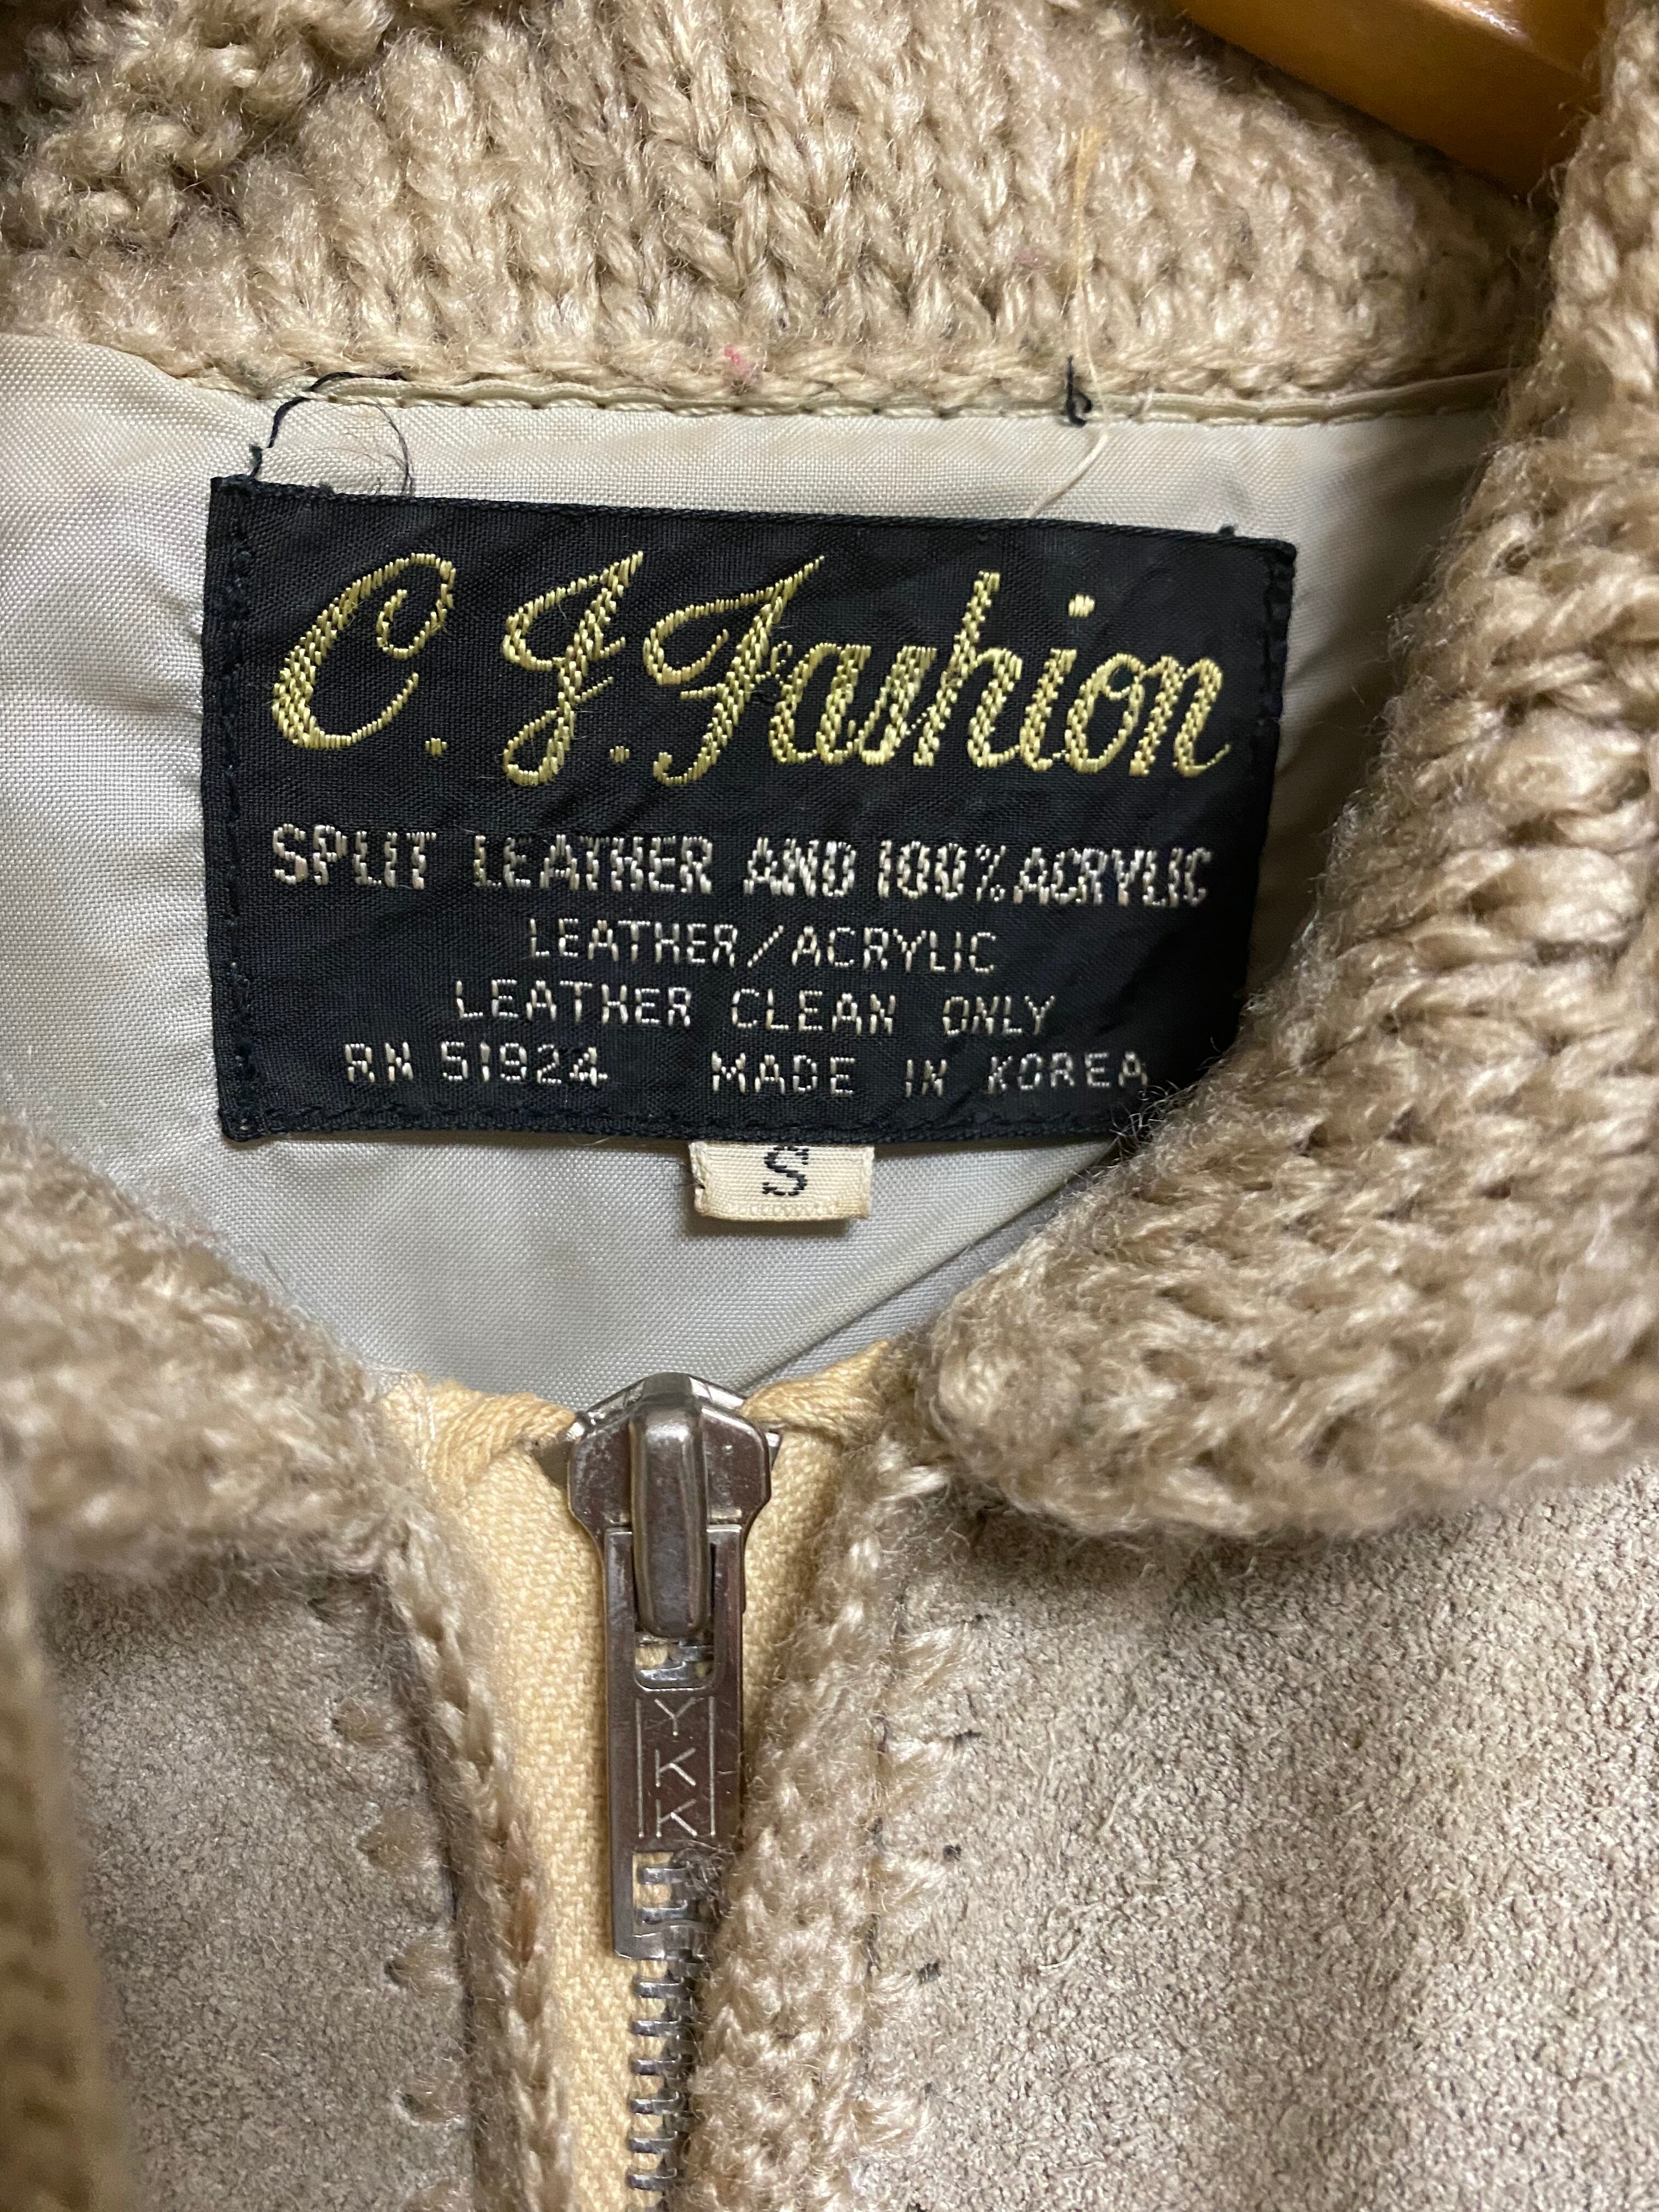 C. J. Fashion
SPLIT LEATHER AND 100% ACRYLIC
LEATHER/ACRYLIC
LEATHER CLEAN ONLY
RN 51924 MADE IN KOREA
S
YKK